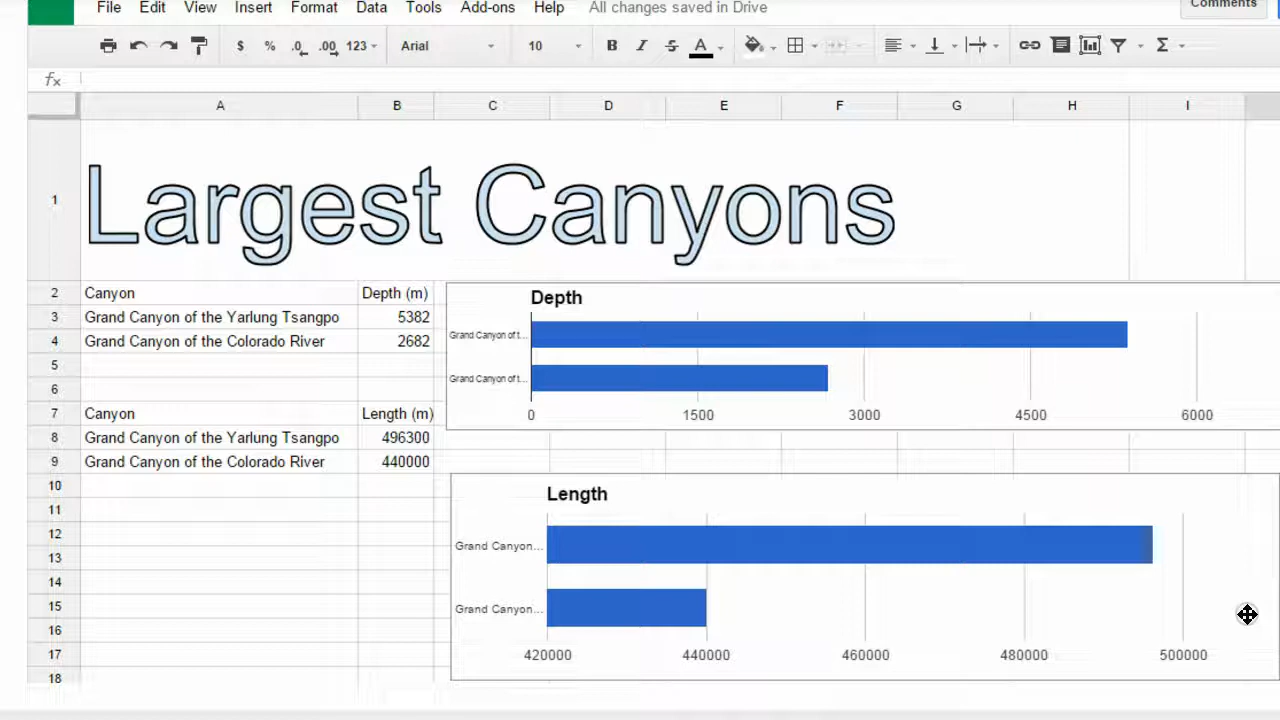 Comments
File Edit View Insert Format Data Tools Add-ons Help All changes saved in Drive
$ % .0 .00 123 Arial 10 B I S A Σ
fx
A B C D E F G H I
1 Largest Canyons
2 Canyon Depth (m)
3 Grand Canyon of the Yarlung Tsangpo 5382
4 Grand Canyon of the Colorado River 2682
5
6
7 Canyon Length (m)
8 Grand Canyon of the Yarlung Tsangpo 496300
9 Grand Canyon of the Colorado River 440000
10
11
12
13
14
15
16
17
18
Depth
Grand Canyon of t...
Grand Canyon of t...
0 1500 3000 4500 6000
Length
Grand Canyon...
Grand Canyon...
420000 440000 460000 480000 500000